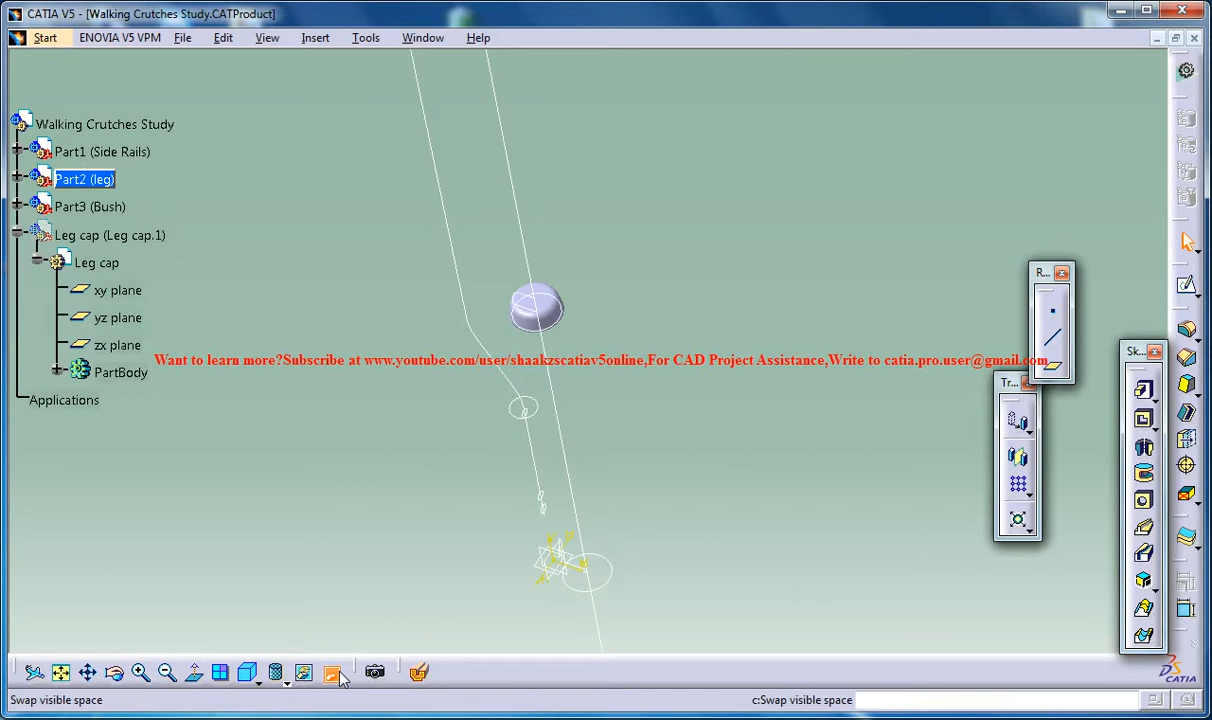 CATIA V5 - [Walking Crutches Study.CATProduct]
Start ENOVIA V5 VPM File Edit View Insert Tools Window Help
Walking Crutches Study
Part1 (Side Rails)
Part2 (leg)
Part3 (Bush)
Leg cap (Leg cap.1)
Leg cap
xy plane
yz plane
zx plane
PartBody
Applications
Want to learn more?Subscribe at www.youtube.com/user/shaakzscatiav5online,For CAD Project Assistance,Write to catia.pro.user@gmail.com
R...
Sk...
Tr...
Swap visible space
c:Swap visible space
CATIA